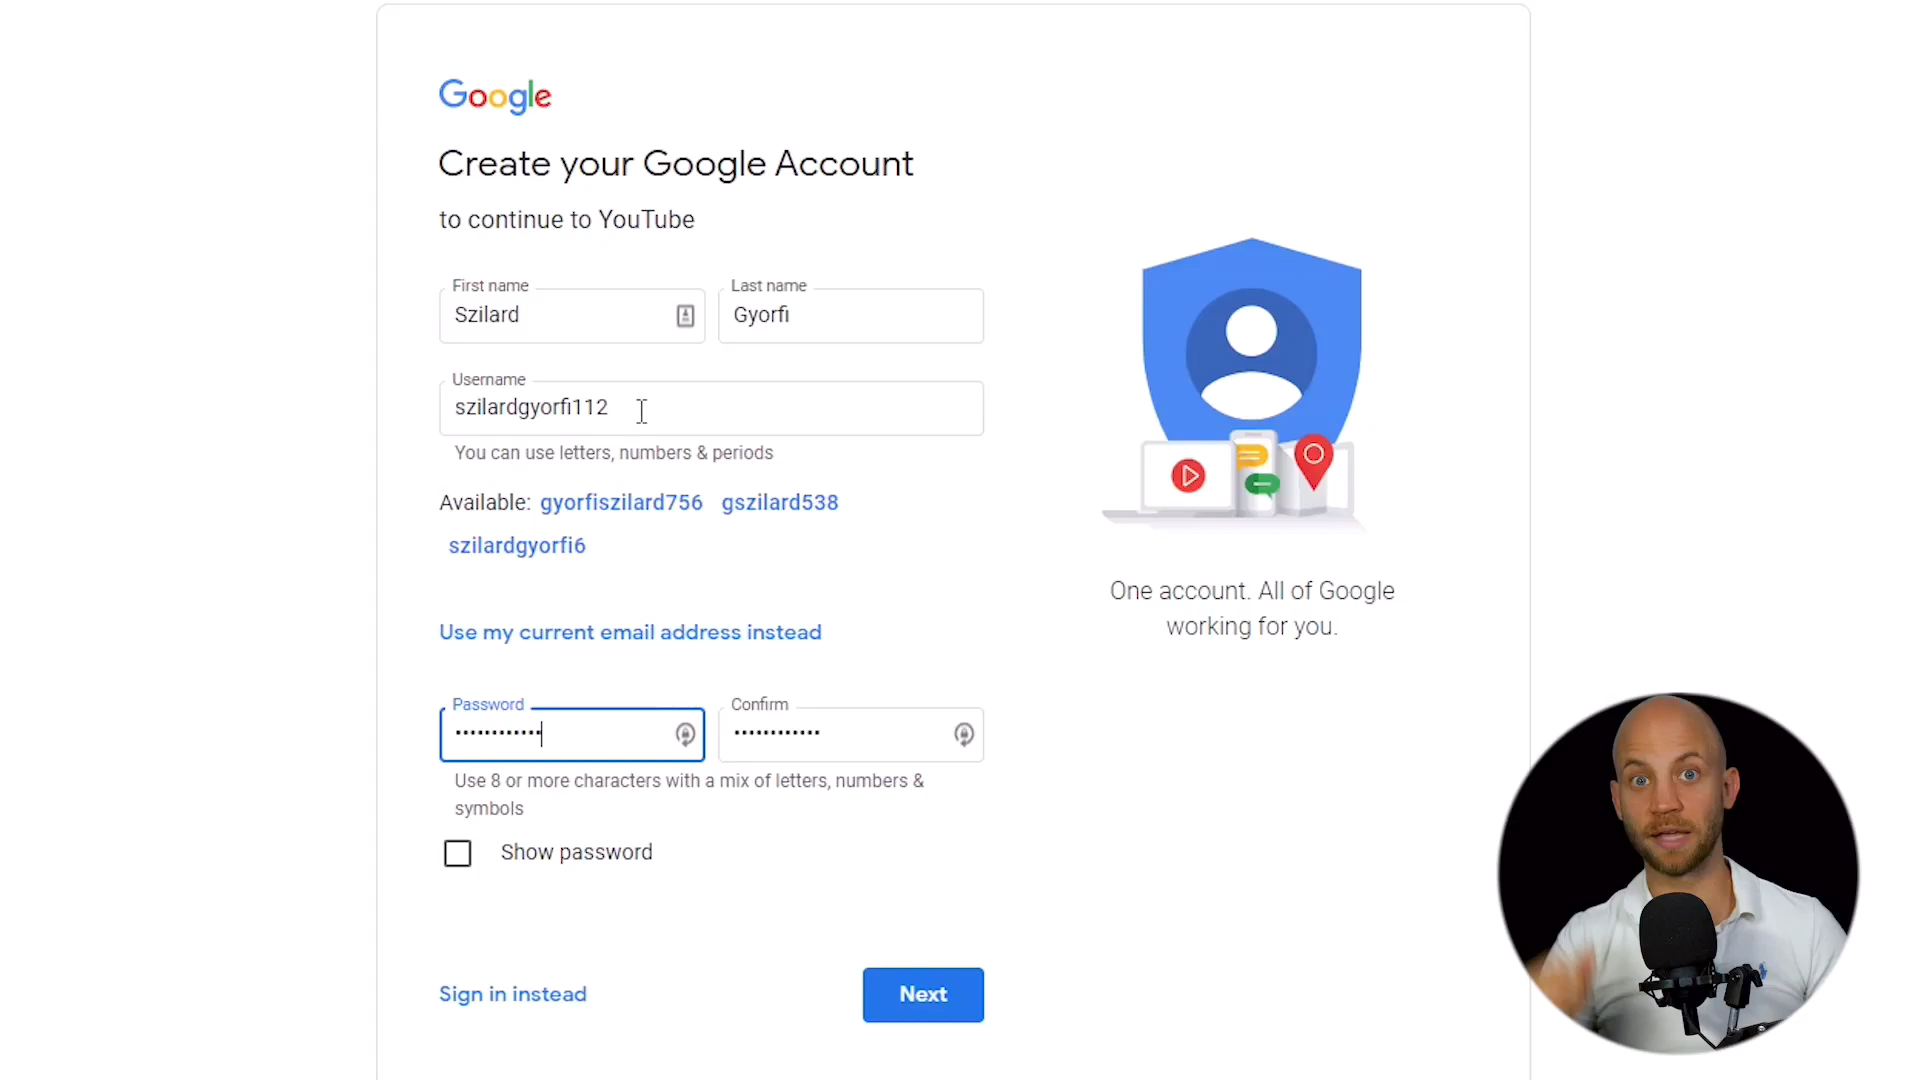 Google
Create your Google Account
to continue to YouTube
First name
Last name
Szilard
Gyorfi
Username
szilardgyorfi112
You can use letters, numbers & periods
Available: gyorfiszilard756 gszilard538
szilardgyorfi6
Use my current email address instead
Password
Confirm
••••••••••••
••••••••••••
Use 8 or more characters with a mix of letters, numbers &
symbols
Show password
Sign in instead
Next
One account. All of Google
working for you.